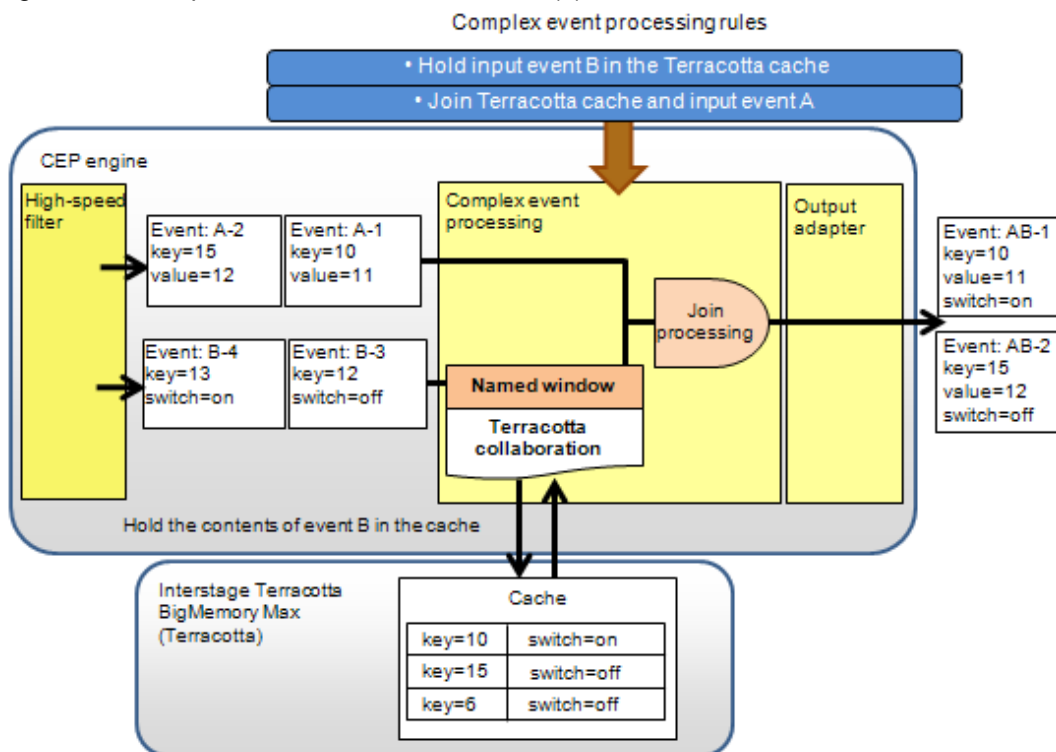 Complex event processing rules
• Hold input event B in the Terracotta cache
• Join Terracotta cache and input event A
CEP engine
High-speed
filter
Event: A-2
key=15
value=12
Event: A-1
key=10
value=11
Event: B-4
key=13
switch=on
Event: B-3
key=12
switch=off
Complex event
processing
Named window
Terracotta
collaboration
Join
processing
Output
adapter
Event: AB-1
key=10
value=11
switch=on
Event: AB-2
key=15
value=12
switch=off
Hold the contents of event B in the cache
Interstage Terracotta
BigMemory Max
(Terracotta)
Cache
key=10 switch=on
key=15 switch=off
key=6 switch=off